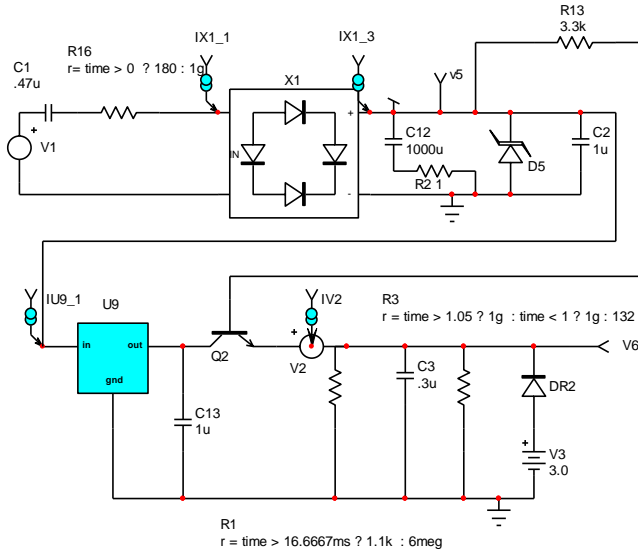 R13
3.3k
IX1_1
IX1_3
R16
r= time > 0 ? 180 : 1g
C1
.47u
X1
v5
+
V1
IN
+
-
C12
1000u
R2 1
D5
C2
1u
IU9_1
U9
in
out
gnd
Q2
IV2
+
V2
R3
r = time > 1.05 ? 1g : time < 1 ? 1g : 132
V6
C3
.3u
DR2
C13
1u
+
V3
3.0
R1
r = time > 16.6667ms ? 1.1k : 6meg